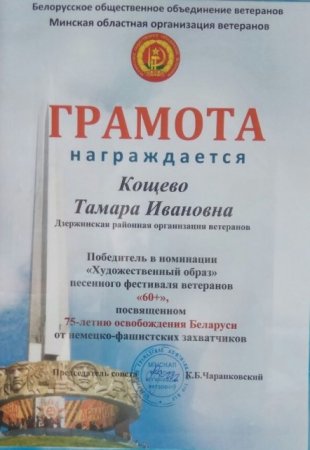 Белорусское общественное объединение ветеранов
Минская областная организация ветеранов
ГРАМОТА
награждается
Кощево
Тамара Ивановна
Дзержинская районная организация ветеранов
Победитель в номинации
«Художественный образ»
песенного фестиваля ветеранов
«60+»,
посвященном
75-летию освобождения Беларуси
от немецко-фашистских захватчиков
Председатель совета К.Б.Чаранковский
МИНСКАЯ